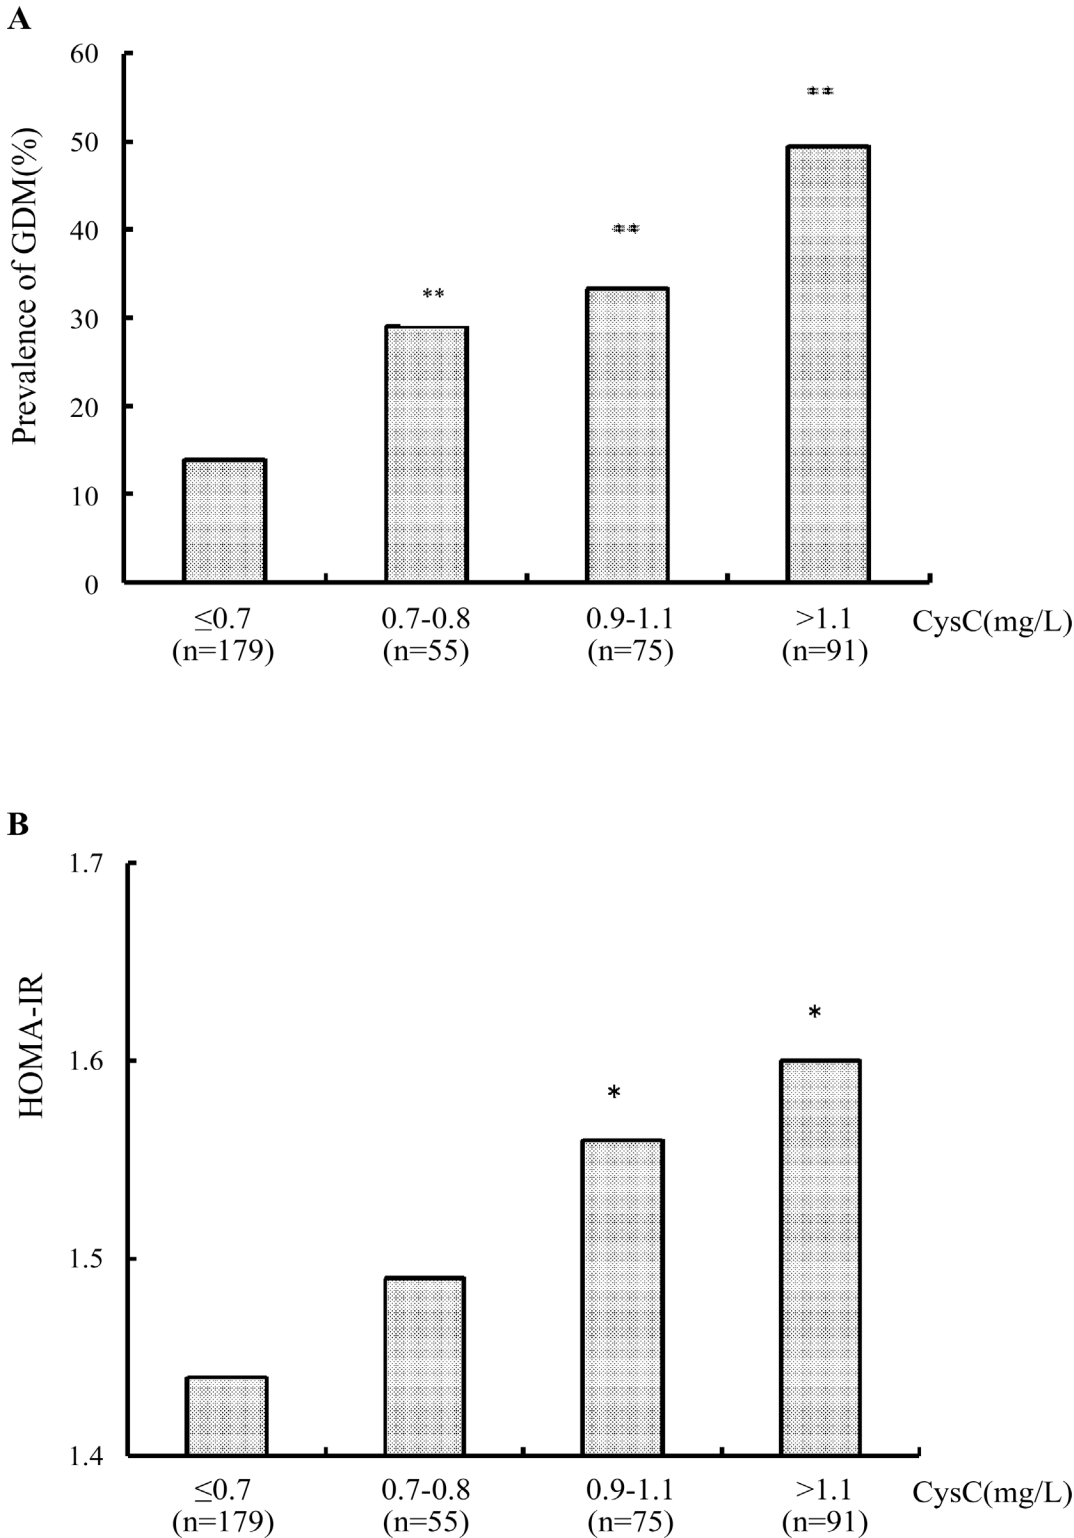 A
60
50
40
30
20
10
0
Prevalence of GDM(%)
**
**
**
≤0.7 0.7-0.8 0.9-1.1 >1.1 CysC(mg/L)
(n=179) (n=55) (n=75) (n=91)
B
1.7
1.6
1.5
1.4
HOMA-IR
*
*
≤0.7 0.7-0.8 0.9-1.1 >1.1 CysC(mg/L)
(n=179) (n=55) (n=75) (n=91)